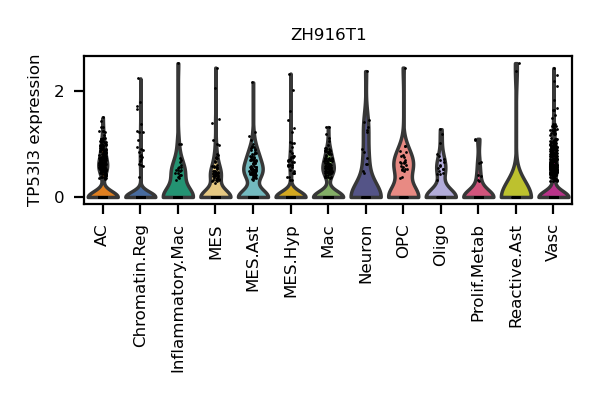 ZH916T1
TP53I3 expression
2
0
AC
Chromatin.Reg
Inflammatory.Mac
MES
MES.Ast
MES.Hyp
Mac
Neuron
OPC
Oligo
Prolif.Metab
Reactive.Ast
Vasc